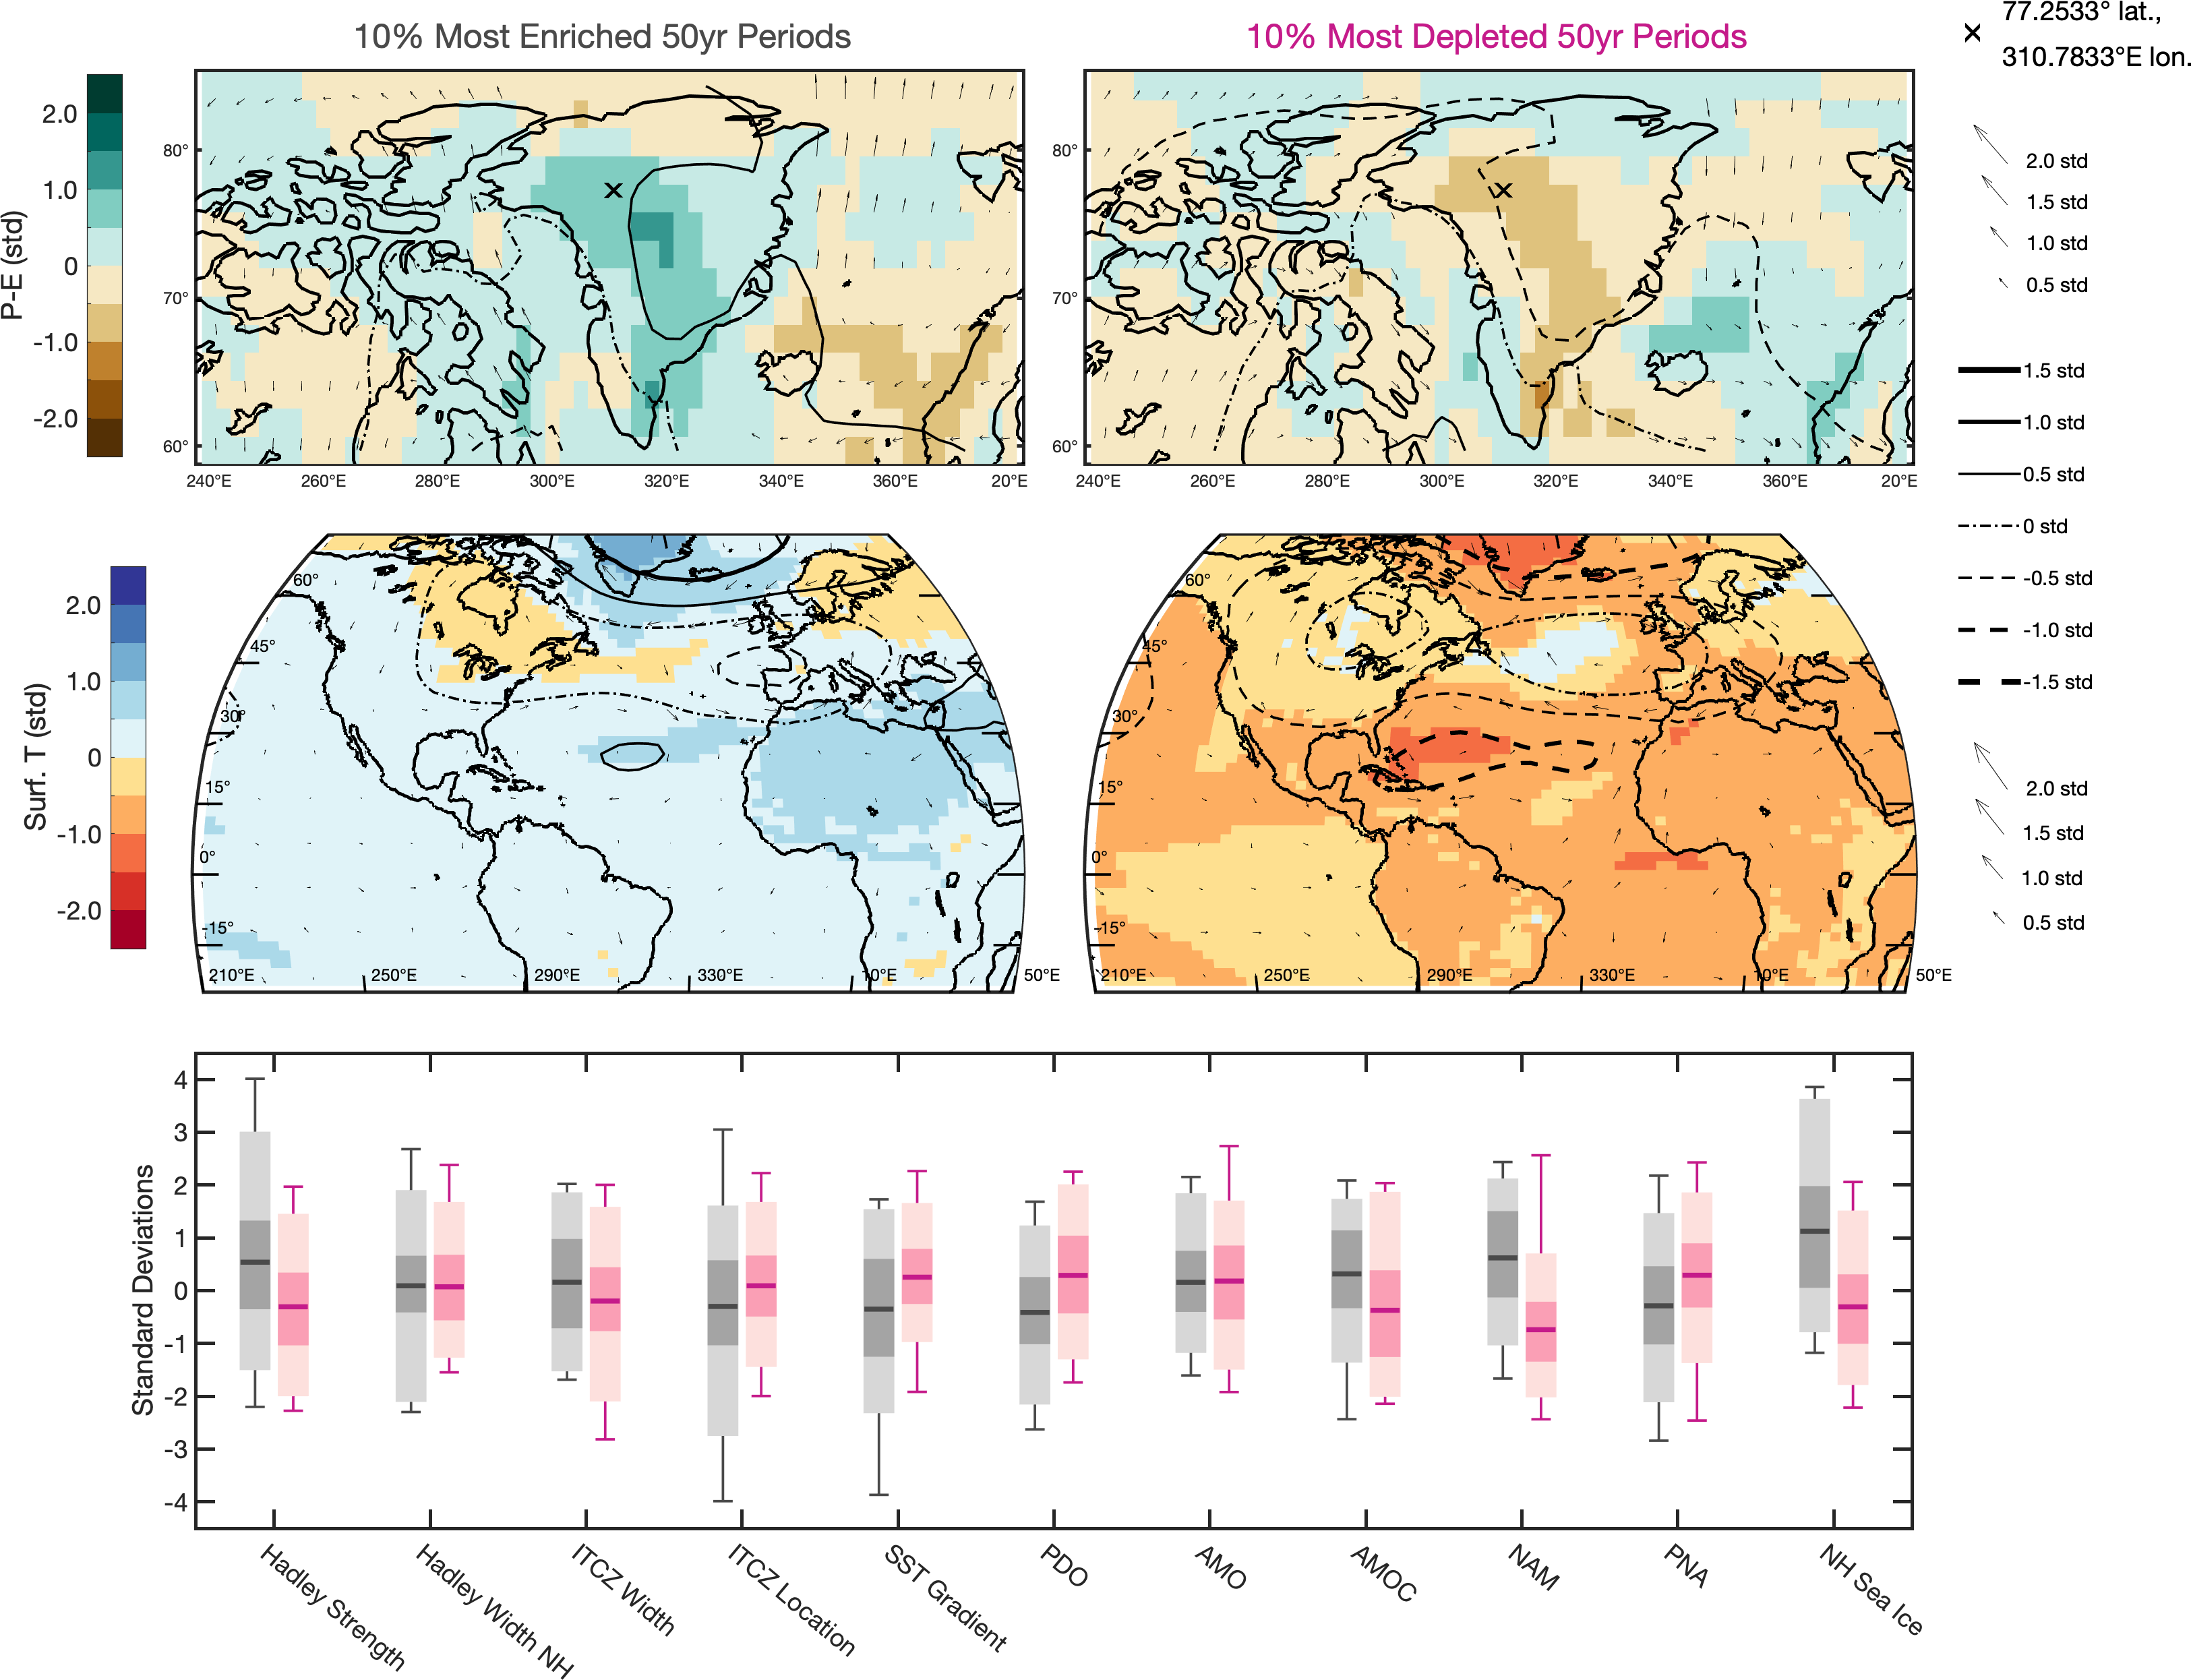 10% Most Enriched 50yr Periods
10% Most Depleted 50yr Periods
77.2533° lat.,
310.7833°E lon.
P-E (std)
2.0
1.0
0
-1.0
-2.0
80°
70°
60°
240°E 260°E 280°E 300°E 320°E 340°E 360°E 20°E
80°
70°
60°
240°E 260°E 280°E 300°E 320°E 340°E 360°E 20°E
2.0 std
1.5 std
1.0 std
0.5 std
1.5 std
1.0 std
0.5 std
0 std
-0.5 std
-1.0 std
-1.5 std
Surf. T (std)
2.0
1.0
0
-1.0
-2.0
60°
45°
30°
15°
0°
-15°
210°E 250°E 290°E 330°E 10°E 50°E
60°
45°
30°
15°
0°
-15°
210°E 250°E 290°E 330°E 10°E 50°E
2.0 std
1.5 std
1.0 std
0.5 std
Standard Deviations
4
3
2
1
0
-1
-2
-3
-4
Hadley Strength
Hadley Width NH
ITCZ Width
ITCZ Location
SST Gradient
PDO
AMO
AMOC
NAM
PNA
NH Sea Ice